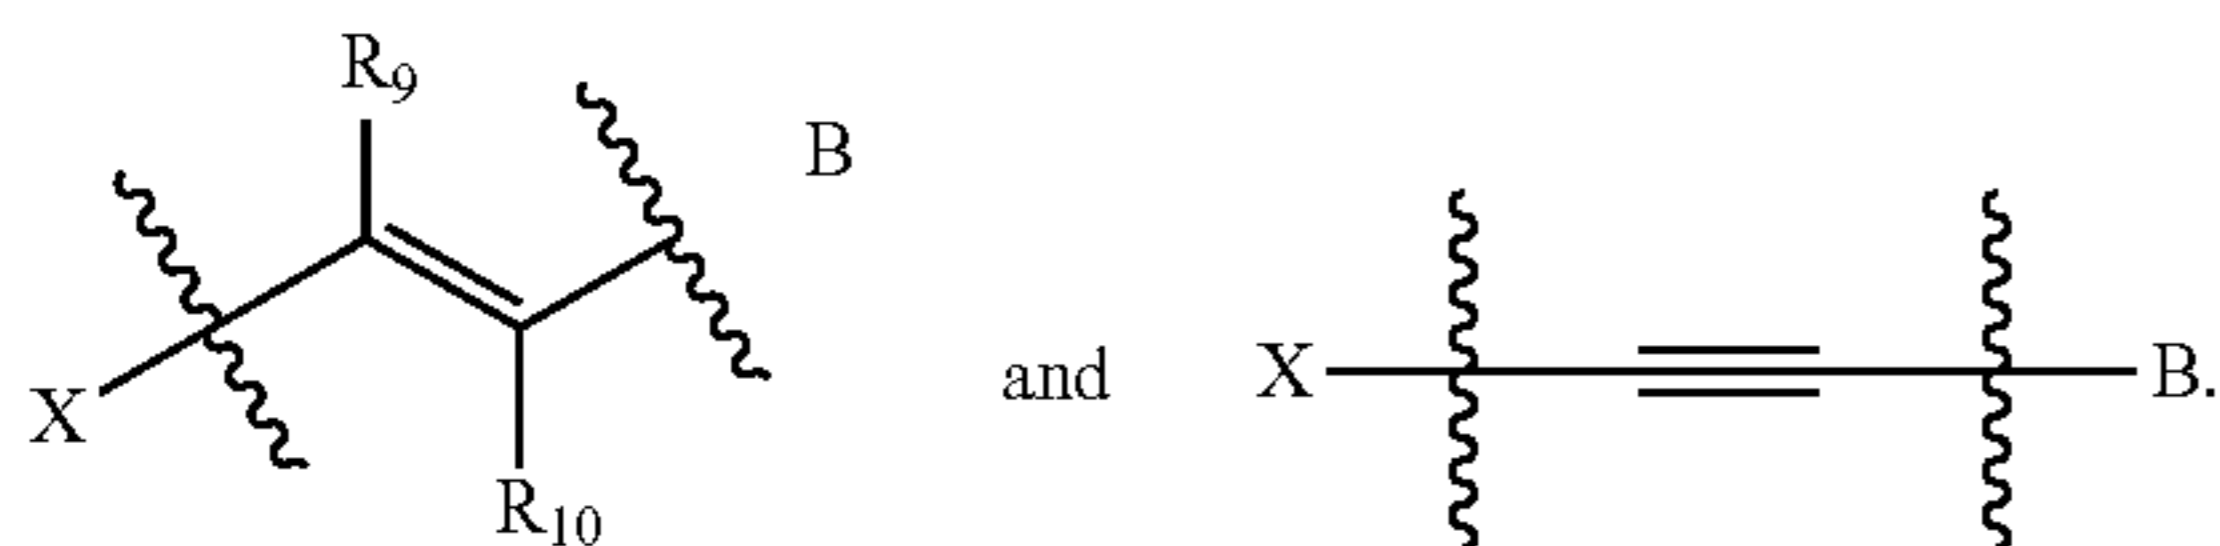 R₉
B
X
R₁₀
and
X
B.